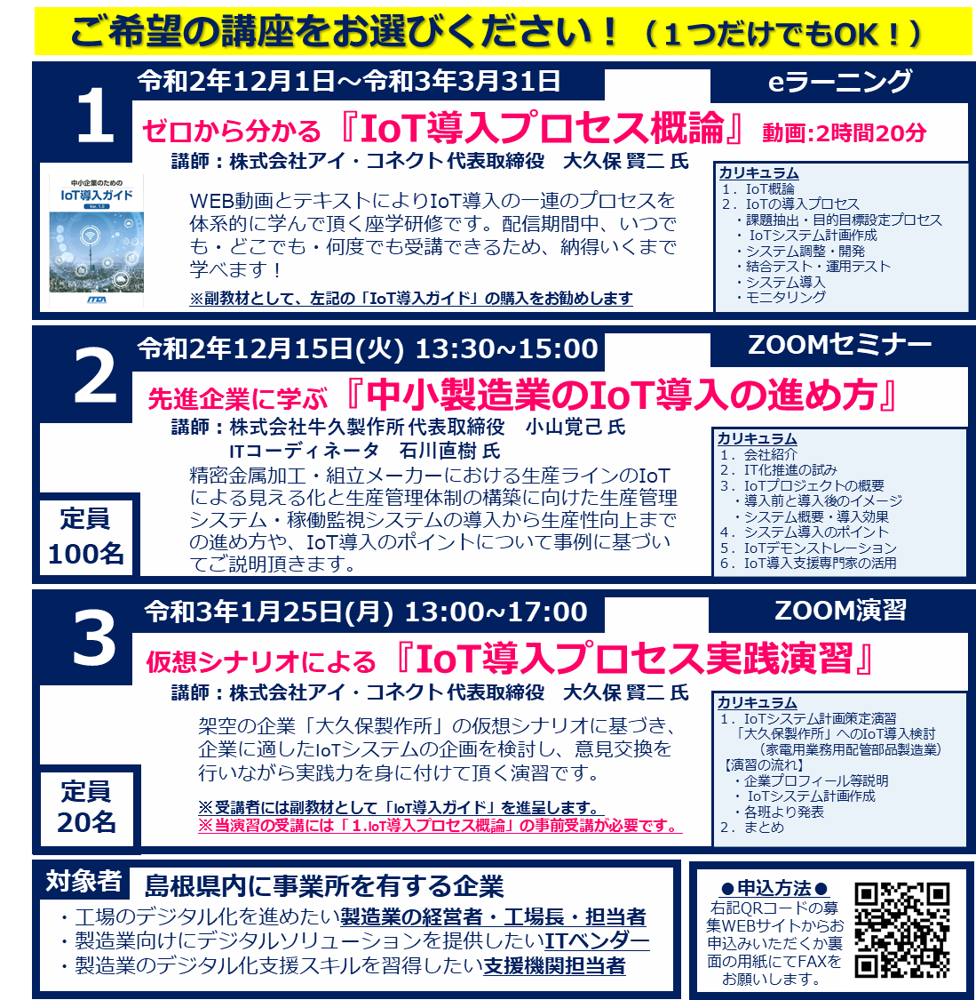 ご希望の講座をお選びください！（１つだけでもOK！）
1
令和2年12月1日～令和3年3月31日
eラーニング
ゼロから分かる『IoT導入プロセス概論』動画:2時間20分
講師：株式会社アイ・コネクト 代表取締役　大久保 賢二 氏
中小企業のための
IoT導入ガイド
Ver. 1.0
ITCA
WEB動画とテキストによりIoT導入の一連のプロセスを
体系的に学んで頂く座学研修です。配信期間中、いつで
も・どこでも・何度でも受講できるため、納得いくまで
学べます！
※副教材として、左記の「IoT導入ガイド」の購入をお勧めします
カリキュラム
１．IoT概論
２．IoTの導入プロセス
・課題抽出・目的目標設定プロセス
・IoTシステム計画作成
・システム調整・開発
・結合テスト・運用テスト
・システム導入
・モニタリング
2
令和2年12月15日(火) 13:30~15:00
ZOOMセミナー
先進企業に学ぶ『中小製造業のIoT導入の進め方』
講師：株式会社牛久製作所 代表取締役　小山覚己 氏
ITコーディネータ　石川直樹 氏
定員
100名
精密金属加工・組立メーカーにおける生産ラインのIoT
による見える化と生産管理体制の構築に向けた生産管理
システム・稼働監視システムの導入から生産性向上まで
の進め方や、IoT導入のポイントについて事例に基づい
てご説明頂きます。
カリキュラム
１．会社紹介
２．IT化推進の試み
３．IoTプロジェクトの概要
・導入前と導入後のイメージ
・システム概要・導入効果
４．システム導入のポイント
５．IoTデモンストレーション
６．IoT導入支援専門家の活用
3
令和3年1月25日(月) 13:00~17:00
ZOOM演習
仮想シナリオによる『IoT導入プロセス実践演習』
講師：株式会社アイ・コネクト 代表取締役　大久保 賢二 氏
定員
20名
架空の企業「大久保製作所」の仮想シナリオに基づき、
企業に適したIoTシステムの企画を検討し、意見交換を
行いながら実践力を身に付けて頂く演習です。
※受講者には副教材として「IoT導入ガイド」を進呈します。
※当演習の受講には「１.IoT導入プロセス概論」の事前受講が必要です。
カリキュラム
１．IoTシステム計画策定演習
「大久保製作所」へのIoT導入検討
（家電用業務用配管部品製造業）
【演習の流れ】
・企業プロフィール等説明
・IoTシステム計画作成
・各班より発表
２．まとめ
対象者　島根県内に事業所を有する企業
・工場のデジタル化を進めたい製造業の経営者・工場長・担当者
・製造業向けにデジタルソリューションを提供したいITベンダー
・製造業のデジタル化支援スキルを習得したい支援機関担当者
●申込方法●
右記QRコードの募
集WEBサイトからお
申込みいただくか裏
面の用紙にてFAXを
お願いします。